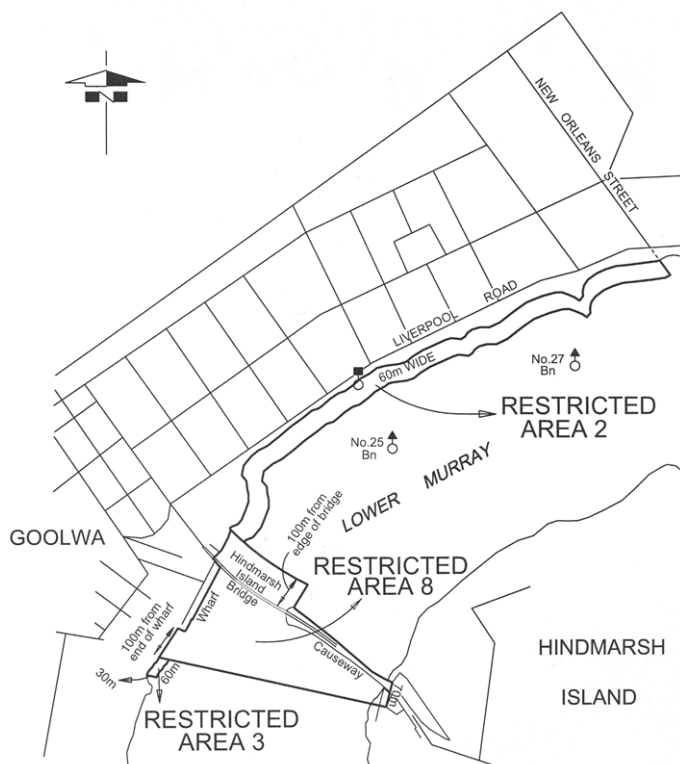 N
NEW ORLEANS STREET
LIVERPOOL ROAD
60m WIDE
No.27
Bn
RESTRICTED
AREA 2
No.25
Bn
LOWER MURRAY
GOOLWA
100m from
edge of bridge
Hindmarsh
Island
Bridge
RESTRICTED
AREA 8
Wharf
100m from
end of wharf
Causeway
HINDMARSH
ISLAND
30m
60m
70m
RESTRICTED
AREA 3